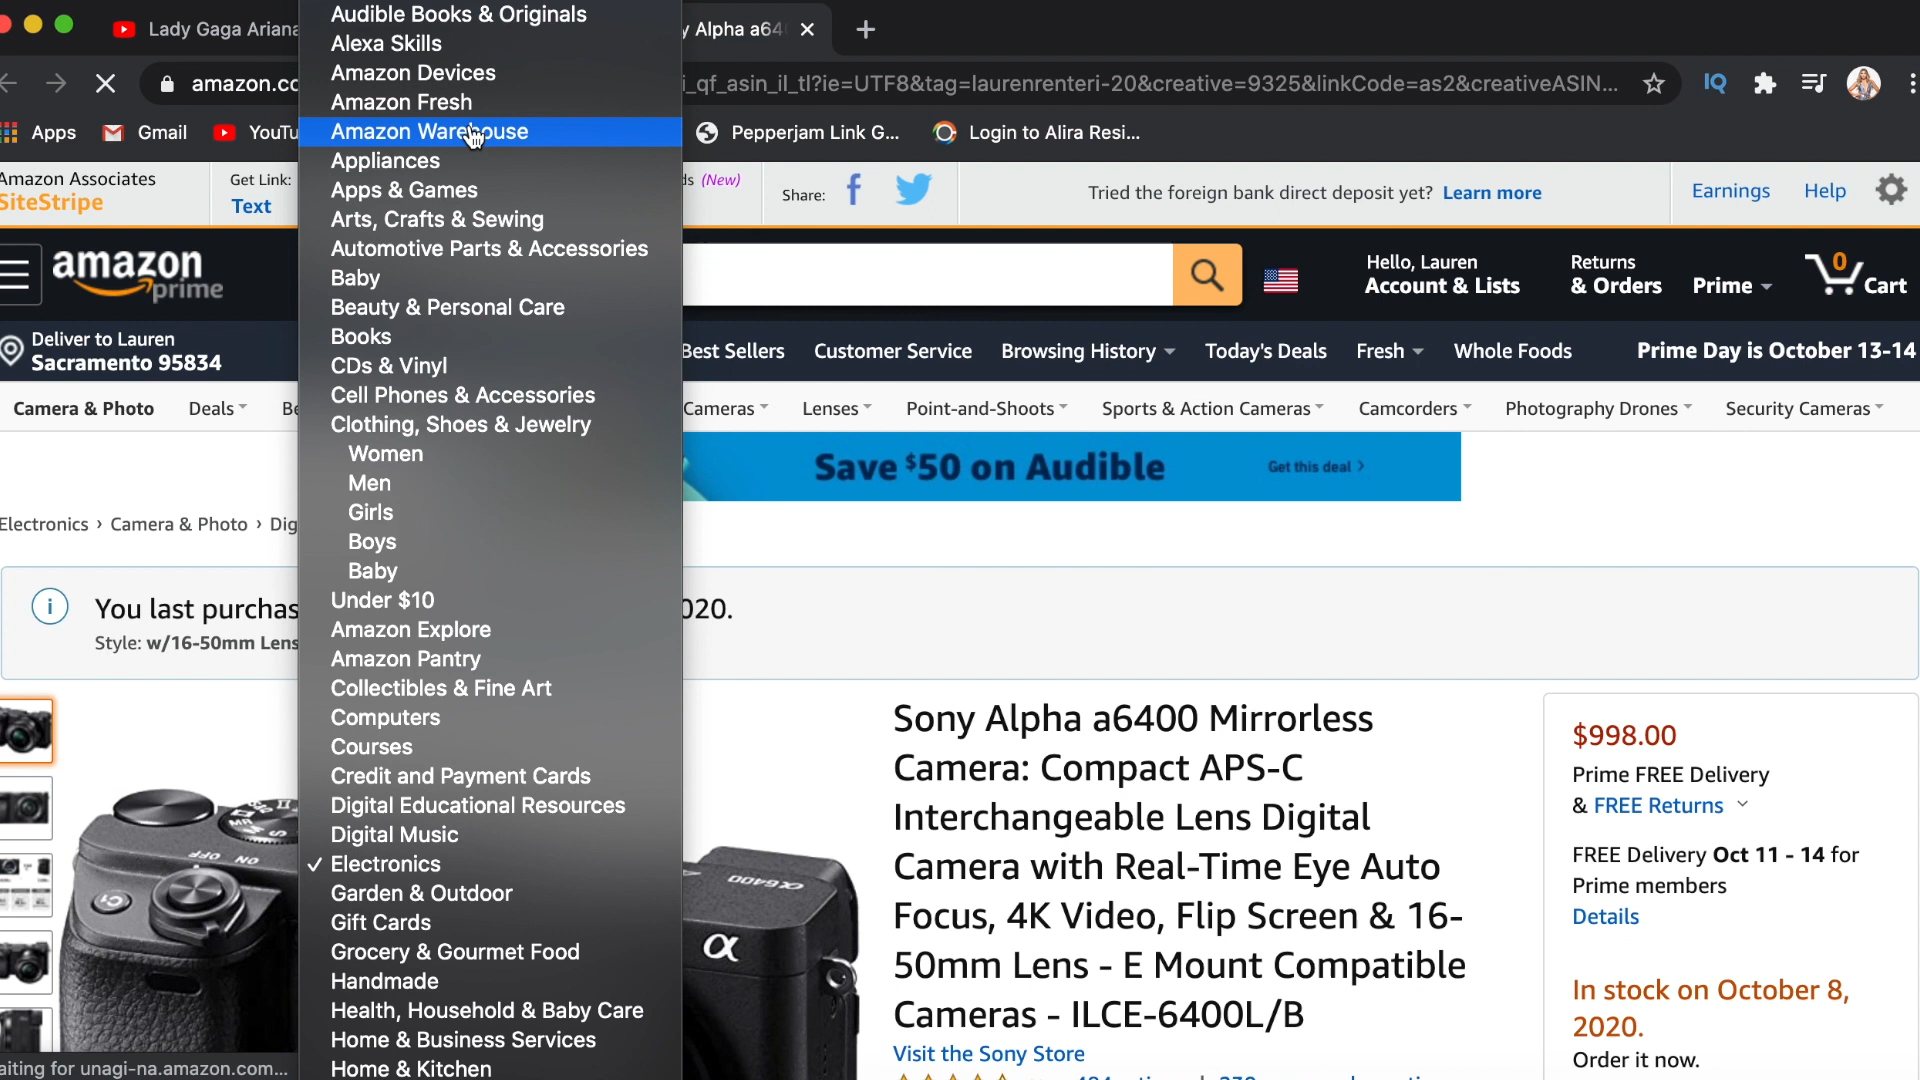 Lady Gaga Ariana
Audible Books & Originals
y Alpha a64
Alexa Skills
Amazon Devices
Amazon Fresh
Amazon Warehouse
Appliances
Apps & Games
Arts, Crafts & Sewing
Automotive Parts & Accessories
Baby
Beauty & Personal Care
Books
CDs & Vinyl
Cell Phones & Accessories
Clothing, Shoes & Jewelry
Women
Men
Girls
Boys
Baby
Under $10
Amazon Explore
Amazon Pantry
Collectibles & Fine Art
Computers
Courses
Credit and Payment Cards
Digital Educational Resources
Digital Music
✓ Electronics
Garden & Outdoor
Gift Cards
Grocery & Gourmet Food
Handmade
Health, Household & Baby Care
Home & Business Services
Home & Kitchen
amazon.co
i_qf_asin_il_tl?ie=UTF8&tag=laurenrenteri-20&creative=9325&linkCode=as2&creativeASIN...
IQ
Apps
Gmail
YouTu
Pepperjam Link G...
Login to Alira Resi...
Amazon Associates
SiteStripe
Get Link:
Text
ds (New)
Share:
Tried the foreign bank direct deposit yet? Learn more
Earnings
Help
amazon
prime
Hello, Lauren
Account & Lists
Returns
& Orders
Prime
0
Cart
Deliver to Lauren
Sacramento 95834
Best Sellers
Customer Service
Browsing History
Today's Deals
Fresh
Whole Foods
Prime Day is October 13-14
Camera & Photo
Deals
Be
Cameras
Lenses
Point-and-Shoots
Sports & Action Cameras
Camcorders
Photography Drones
Security Cameras
Save $50 on Audible
Get this deal >
Electronics › Camera & Photo › Dig
You last purchas
020.
Style: w/16-50mm Lens
Sony Alpha a6400 Mirrorless
Camera: Compact APS-C
Interchangeable Lens Digital
Camera with Real-Time Eye Auto
Focus, 4K Video, Flip Screen & 16-
50mm Lens - E Mount Compatible
Cameras - ILCE-6400L/B
Visit the Sony Store
$998.00
Prime FREE Delivery
& FREE Returns
FREE Delivery Oct 11 - 14 for
Prime members
Details
In stock on October 8,
2020.
Order it now.
ON OFF
C1
α6400
α
aiting for unagi-na.amazon.com...